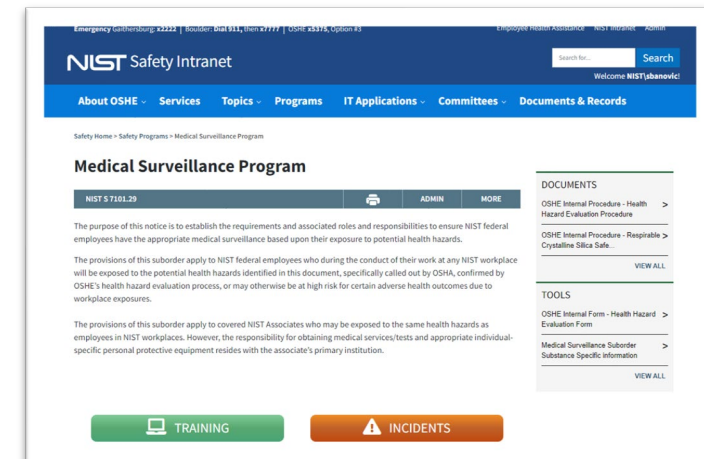 Emergency Gaithersburg: x2222 | Boulder: Dial 911, then x7777 | OSHE x5375, Option #3
Employee Health Assistance NIST Intranet Admin
NIST Safety Intranet
Search for... Search
Welcome NIST\sbanovic!
About OSHE Services Topics Programs IT Applications Committees Documents & Records
Safety Home > Safety Programs > Medical Surveillance Program
Medical Surveillance Program
NIST S 7101.29 ADMIN MORE
The purpose of this notice is to establish the requirements and associated roles and responsibilities to ensure NIST federal
employees have the appropriate medical surveillance based upon their exposure to potential health hazards.
The provisions of this suborder apply to NIST federal employees who during the conduct of their work at any NIST workplace
will be exposed to the potential health hazards identified in this document, specifically called out by OSHA, confirmed by
OSHE's health hazard evaluation process, or may otherwise be at high risk for certain adverse health outcomes due to
workplace exposures.
The provisions of this suborder apply to covered NIST Associates who may be exposed to the same health hazards as
employees in NIST workplaces. However, the responsibility for obtaining medical services/tests and appropriate individual-
specific personal protective equipment resides with the associate's primary institution.
DOCUMENTS
OSHE Internal Procedure - Health >
Hazard Evaluation Procedure
OSHE Internal Procedure - Respirable >
Crystalline Silica Safe...
VIEW ALL
TOOLS
OSHE Internal Form - Health Hazard >
Evaluation Form
Medical Surveillance Suborder >
Substance Specific information
VIEW ALL
TRAINING
INCIDENTS